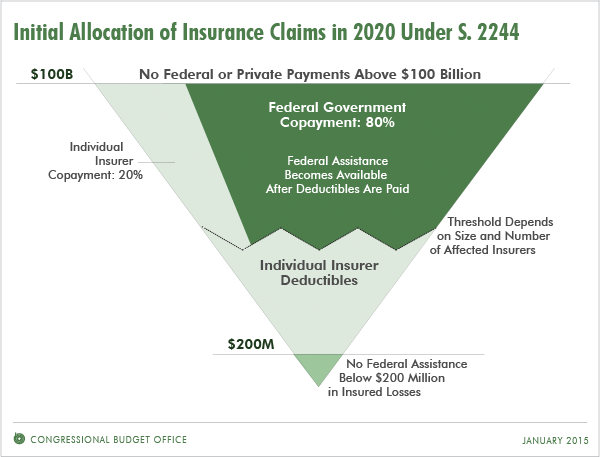 Initial Allocation of Insurance Claims in 2020 Under S. 2244
$100B
No Federal or Private Payments Above $100 Billion
Federal Government
Copayment: 80%
Individual
Insurer
Copayment: 20%
Federal Assistance
Becomes Available
After Deductibles Are Paid
Threshold Depends
on Size and Number
of Affected Insurers
Individual Insurer
Deductibles
$200M
No Federal Assistance
Below $200 Million
in Insured Losses
CONGRESSIONAL BUDGET OFFICE
JANUARY 2015